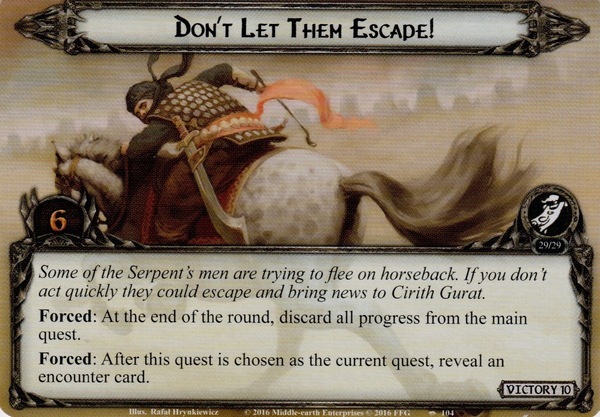 Don't Let Them Escape!
6
29/29
Some of the Serpent's men are trying to flee on horseback. If you don't
act quickly they could escape and bring news to Cirith Gurat.
Forced: At the end of the round, discard all progress from the main
quest.
Forced: After this quest is chosen as the current quest, reveal an
encounter card.
Victory 10
Illus. Rafał Hrynkiewicz © 2016 Middle-earth Enterprises © 2016 FFG 104